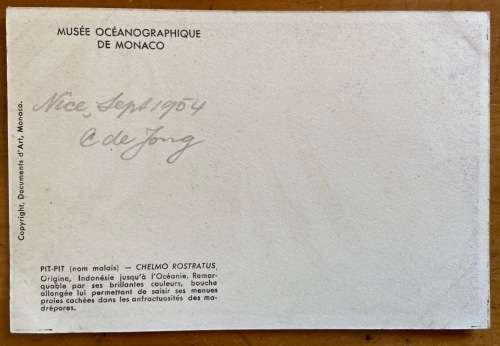 MUSÉE OCÉANOGRAPHIQUE
DE MONACO
Nice, Sept 1954
C de Jong
Copyright, Documents d'Art, Monaco.
PIT-PIT (nom malais) — CHELMO ROSTRATUS,
Origine, Indonésie jusqu'à l'Océanie. Remar-
quable par ses brillantes couleurs, bouche
allongée lui permettant de saisir ses menues
proies cachées dans les anfractuosités des ma-
drépores.